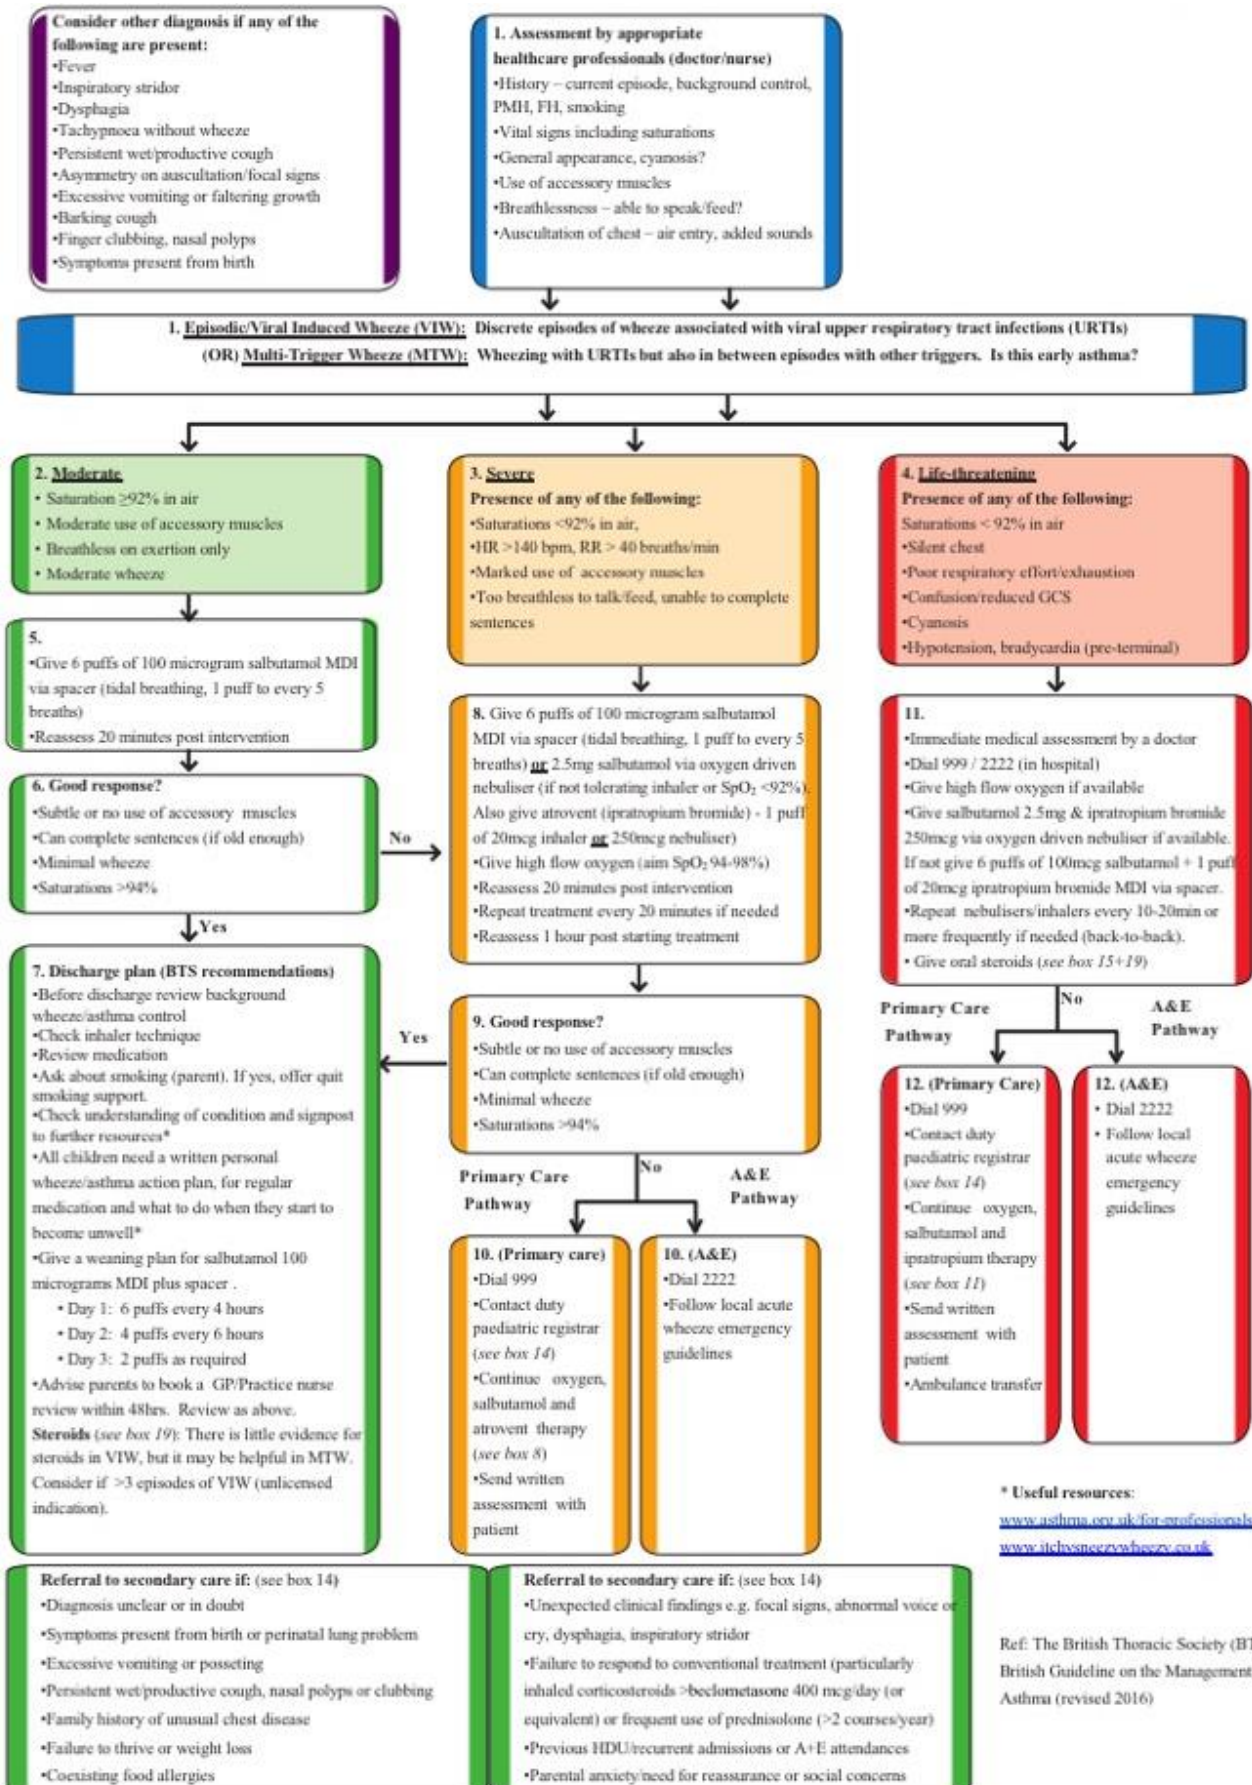 Consider other diagnosis if any of the
following are present:
•Fever
•Inspiratory stridor
•Dysphagia
•Tachypnoea without wheeze
•Persistent wet/productive cough
•Asymmetry on auscultation/focal signs
•Excessive vomiting or faltering growth
•Barking cough
•Finger clubbing, nasal polyps
•Symptoms present from birth
1. Assessment by appropriate
healthcare professionals (doctor/nurse)
•History – current episode, background control,
PMH, FH, smoking
•Vital signs including saturations
•General appearance, cyanosis?
•Use of accessory muscles
•Breathlessness – able to speak/feed?
•Auscultation of chest – air entry, added sounds
1. Episodic/Viral Induced Wheeze (VIW): Discrete episodes of wheeze associated with viral upper respiratory tract infections (URTIs)
(OR) Multi-Trigger Wheeze (MTW): Wheezing with URTIs but also in between episodes with other triggers. Is this early asthma?
2. Moderate
• Saturation ≥92% in air
• Moderate use of accessory muscles
• Breathless on exertion only
• Moderate wheeze
3. Severe
Presence of any of the following:
•Saturations <92% in air,
•HR >140 bpm, RR > 40 breaths/min
•Marked use of accessory muscles
•Too breathless to talk/feed, unable to complete
sentences
4. Life-threatening
Presence of any of the following:
Saturations < 92% in air
•Silent chest
•Poor respiratory effort/exhaustion
•Confusion/reduced GCS
•Cyanosis
•Hypotension, bradycardia (pre-terminal)
5.
•Give 6 puffs of 100 microgram salbutamol MDI
via spacer (tidal breathing, 1 puff to every 5
breaths)
•Reassess 20 minutes post intervention
6. Good response?
•Subtle or no use of accessory muscles
•Can complete sentences (if old enough)
•Minimal wheeze
•Saturations >94%
No
Yes
8. Give 6 puffs of 100 microgram salbutamol
MDI via spacer (tidal breathing, 1 puff to every 5
breaths) or 2.5mg salbutamol via oxygen driven
nebuliser (if not tolerating inhaler or SpO2 <92%).
Also give atrovent (ipratropium bromide) - 1 puff
of 20mcg inhaler or 250mcg nebuliser)
•Give high flow oxygen (aim SpO2 94-98%)
•Reassess 20 minutes post intervention
•Repeat treatment every 20 minutes if needed
•Reassess 1 hour post starting treatment
11.
•Immediate medical assessment by a doctor
•Dial 999 / 2222 (in hospital)
•Give high flow oxygen if available
•Give salbutamol 2.5mg & ipratropium bromide
250mcg via oxygen driven nebuliser if available.
If not give 6 puffs of 100mcg salbutamol + 1 puff
of 20mcg ipratropium bromide MDI via spacer.
•Repeat nebulisers/inhalers every 10-20min or
more frequently if needed (back-to-back).
• Give oral steroids (see box 15+19)
7. Discharge plan (BTS recommendations)
•Before discharge review background
wheeze/asthma control
•Check inhaler technique
•Review medication
•Ask about smoking (parent). If yes, offer quit
smoking support.
•Check understanding of condition and signpost
to further resources*
•All children need a written personal
wheeze/asthma action plan, for regular
medication and what to do when they start to
become unwell*
•Give a weaning plan for salbutamol 100
micrograms MDI plus spacer .
• Day 1: 6 puffs every 4 hours
• Day 2: 4 puffs every 6 hours
• Day 3: 2 puffs as required
•Advise parents to book a GP/Practice nurse
review within 48hrs. Review as above.
Steroids (see box 19): There is little evidence for
steroids in VIW, but it may be helpful in MTW.
Consider if >3 episodes of VIW (unlicensed
indication).
Yes
9. Good response?
•Subtle or no use of accessory muscles
•Can complete sentences (if old enough)
•Minimal wheeze
•Saturations >94%
Primary Care
Pathway
No
A&E
Pathway
10. (Primary care)
•Dial 999
•Contact duty
paediatric registrar
(see box 14)
•Continue oxygen,
salbutamol and
atrovent therapy
(see box 8)
•Send written
assessment with
patient
10. (A&E)
•Dial 2222
•Follow local acute
wheeze emergency
guidelines
Primary Care
Pathway
No
A&E
Pathway
12. (Primary Care)
•Dial 999
•Contact duty
paediatric registrar
(see box 14)
•Continue oxygen,
salbutamol and
ipratropium therapy
(see box 11)
•Send written
assessment with
patient
•Ambulance transfer
12. (A&E)
• Dial 2222
• Follow local
acute wheeze
emergency
guidelines
* Useful resources:
www.asthma.org.uk/for-professionals
www.itchysneezywheezy.co.uk
Referral to secondary care if: (see box 14)
•Diagnosis unclear or in doubt
•Symptoms present from birth or perinatal lung problem
•Excessive vomiting or posseting
•Persistent wet/productive cough, nasal polyps or clubbing
•Family history of unusual chest disease
•Failure to thrive or weight loss
•Coexisting food allergies
Referral to secondary care if: (see box 14)
•Unexpected clinical findings e.g. focal signs, abnormal voice or
cry, dysphagia, inspiratory stridor
•Failure to respond to conventional treatment (particularly
inhaled corticosteroids >beclometasone 400 mcg/day (or
equivalent) or frequent use of prednisolone (>2 courses/year)
•Previous HDU/recurrent admissions or A+E attendances
•Parental anxiety/need for reassurance or social concerns
Ref: The British Thoracic Society (BT
British Guideline on the Management
Asthma (revised 2016)